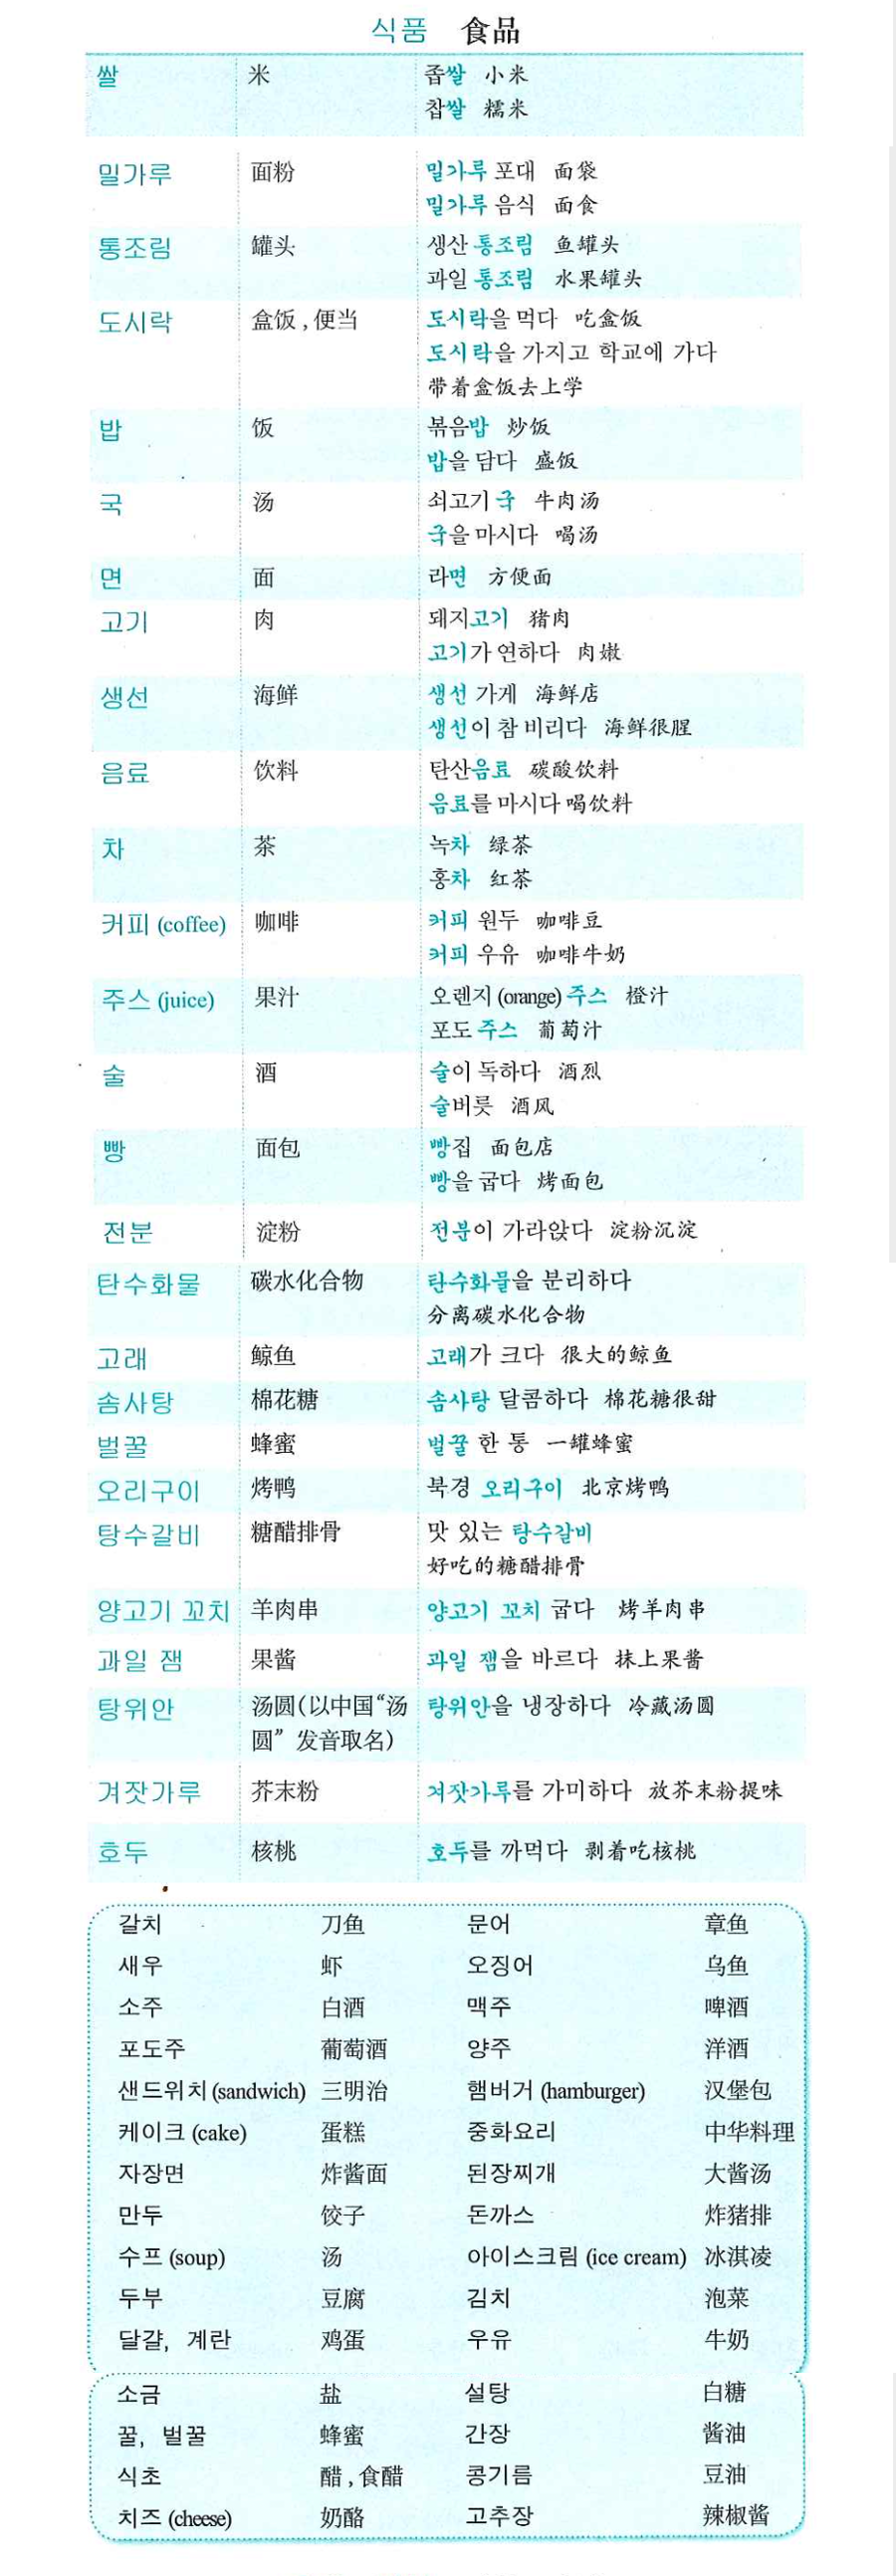 식품 食品
쌀 米 좁쌀 小米
찹쌀 糯米
밀가루 面粉 밀가루 포대 面袋
밀가루 음식 面食
통조림 罐头 생산 통조림 鱼罐头
과일 통조림 水果罐头
도시락 盒饭,便当 도시락을 먹다 吃盒饭
도시락을 가지고 학교에 가다
带着盒饭去上学
밥 饭 볶음밥 炒饭
밥을 담다 盛饭
국 汤 쇠고기 국 牛肉汤
국을 마시다 喝汤
면 面 라면 方便面
고기 肉 돼지고기 猪肉
고기가 연하다 肉嫩
생선 海鲜 생선 가게 海鲜店
생선이 참 비리다 海鲜很腥
음료 饮料 탄산음료 碳酸饮料
음료를 마시다 喝饮料
차 茶 녹차 绿茶
홍차 红茶
커피 (coffee) 咖啡 커피 원두 咖啡豆
커피 우유 咖啡牛奶
주스 (juice) 果汁 오렌지 (orange) 주스 橙汁
포도 주스 葡萄汁
술 酒 술이 독하다 酒烈
술버릇 酒风
빵 面包 빵집 面包店
빵을 굽다 烤面包
전분 淀粉 전분이 가라앉다 淀粉沉淀
탄수화물 碳水化合物 탄수화물을 분리하다
分离碳水化合物
고래 鲸鱼 고래가 크다 很大的鲸鱼
솜사탕 棉花糖 솜사탕 달콤하다 棉花糖很甜
벌꿀 蜂蜜 벌꿀 한 통 一罐蜂蜜
오리구이 烤鸭 북경 오리구이 北京烤鸭
탕수갈비 糖醋排骨 맛 있는 탕수갈비
好吃的糖醋排骨
양고기 꼬치 羊肉串 양고기 꼬치 굽다 烤羊肉串
과일 잼 果酱 과일 잼을 바르다 抹上果酱
탕위안 汤圆(以中国“汤 탕위안을 냉장하다 冷藏汤圆
圆” 发音取名)
겨잣가루 芥末粉 겨잣가루를 가미하다 放芥末粉提味
호두 核桃 호두를 까먹다 剥着吃核桃
갈치 刀鱼 문어 章鱼
새우 虾 오징어 乌鱼
소주 白酒 맥주 啤酒
포도주 葡萄酒 양주 洋酒
샌드위치 (sandwich) 三明治 햄버거 (hamburger) 汉堡包
케이크 (cake) 蛋糕 중화요리 中华料理
자장면 炸酱面 된장찌개 大酱汤
만두 饺子 돈까스 炸猪排
수프 (soup) 汤 아이스크림 (ice cream) 冰淇凌
두부 豆腐 김치 泡菜
달걀, 계란 鸡蛋 우유 牛奶
소금 盐 설탕 白糖
꿀, 벌꿀 蜂蜜 간장 酱油
식초 醋,食醋 콩기름 豆油
치즈 (cheese) 奶酪 고추장 辣椒酱